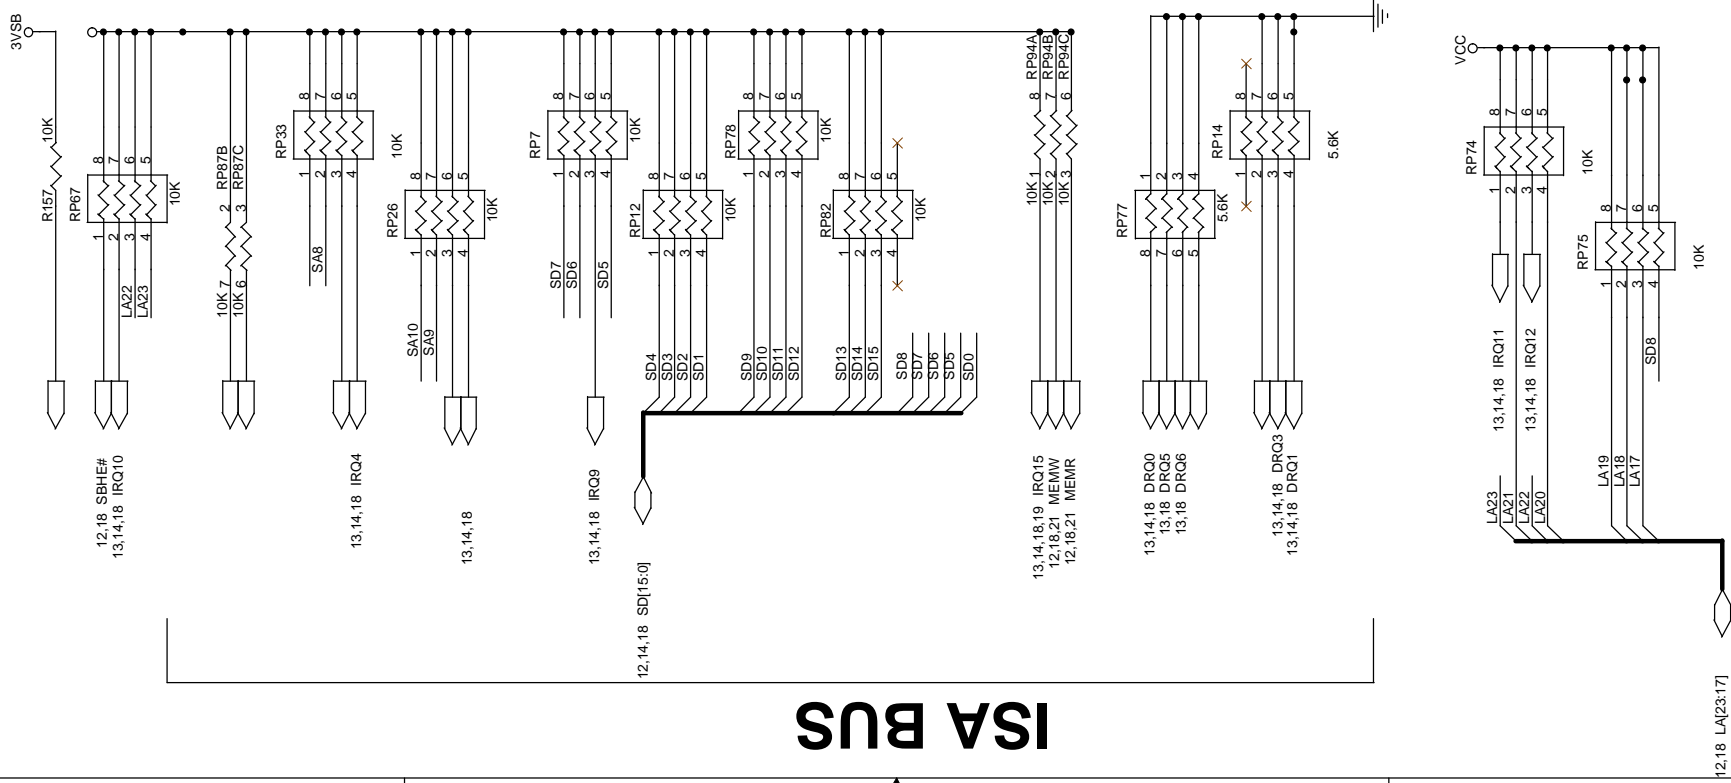 3VSB
R157
10K
RP67
8
7
6
5
1
2
3
4
10K
LA22
LA23
12,18 SBHE#
13,14,18 IRQ10
RP87B
RP87C
2
3
10K 7
10K 6
RP33
8
7
6
5
1
2
3
4
10K
SA8
13,14,18 IRQ4
RP26
8
7
6
5
1
2
3
4
10K
SA10
SA9
13,14,18
RP7
8
7
6
5
1
2
3
4
10K
SD7
SD6
SD5
13,14,18 IRQ9
RP12
8
7
6
5
1
2
3
4
10K
SD4
SD3
SD2
SD1
12,14,18 SD[15:0]
RP78
8
7
6
5
1
2
3
4
10K
SD9
SD10
SD11
SD12
RP82
8
7
6
5
1
2
3
4
10K
SD13
SD14
SD15
SD8
SD7
SD6
SD5
SD0
8 RP94A
7 RP94B
6 RP94C
10K 1
10K 2
10K 3
13,14,18,19 IRQ15
12,18,21 MEMW
12,18,21 MEMR
RP77
1
2
3
4
8
7
6
5
5.6K
13,14,18 DRQ0
13,18 DRQ5
13,18 DRQ6
RP14
8
7
6
5
1
2
3
4
5.6K
13,14,18 DRQ3
13,14,18 DRQ1
VCC
RP74
8
7
6
5
1
2
3
4
10K
13,14,18 IRQ11
13,14,18 IRQ12
LA23
LA21
LA22
LA20
RP75
8
7
6
5
1
2
3
4
10K
SD8
LA19
LA18
LA17
12,18 LA[23:17]
ISA BUS